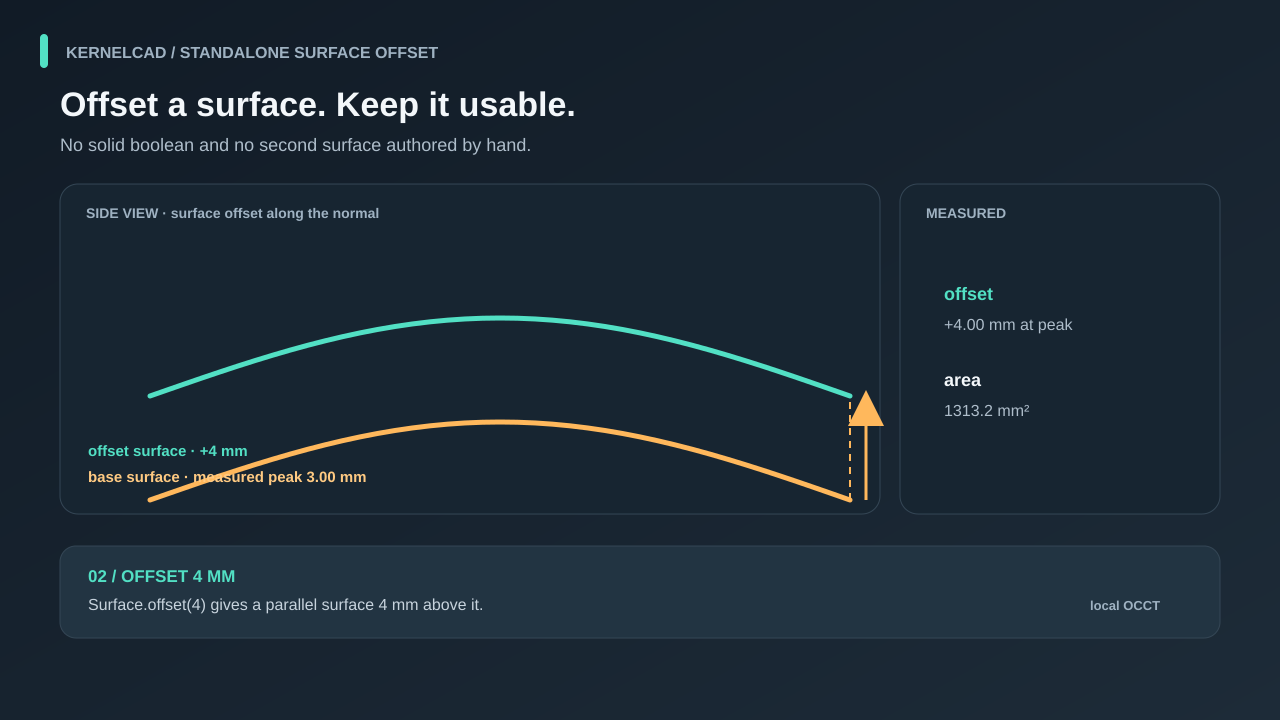 KERNELCAD / STANDALONE SURFACE OFFSET
Offset a surface. Keep it usable.
No solid boolean and no second surface authored by hand.
SIDE VIEW · surface offset along the normal
offset surface · +4 mm
base surface · measured peak 3.00 mm
MEASURED
offset
+4.00 mm at peak
area
1313.2 mm²
02 / OFFSET 4 MM
Surface.offset(4) gives a parallel surface 4 mm above it.
local OCCT